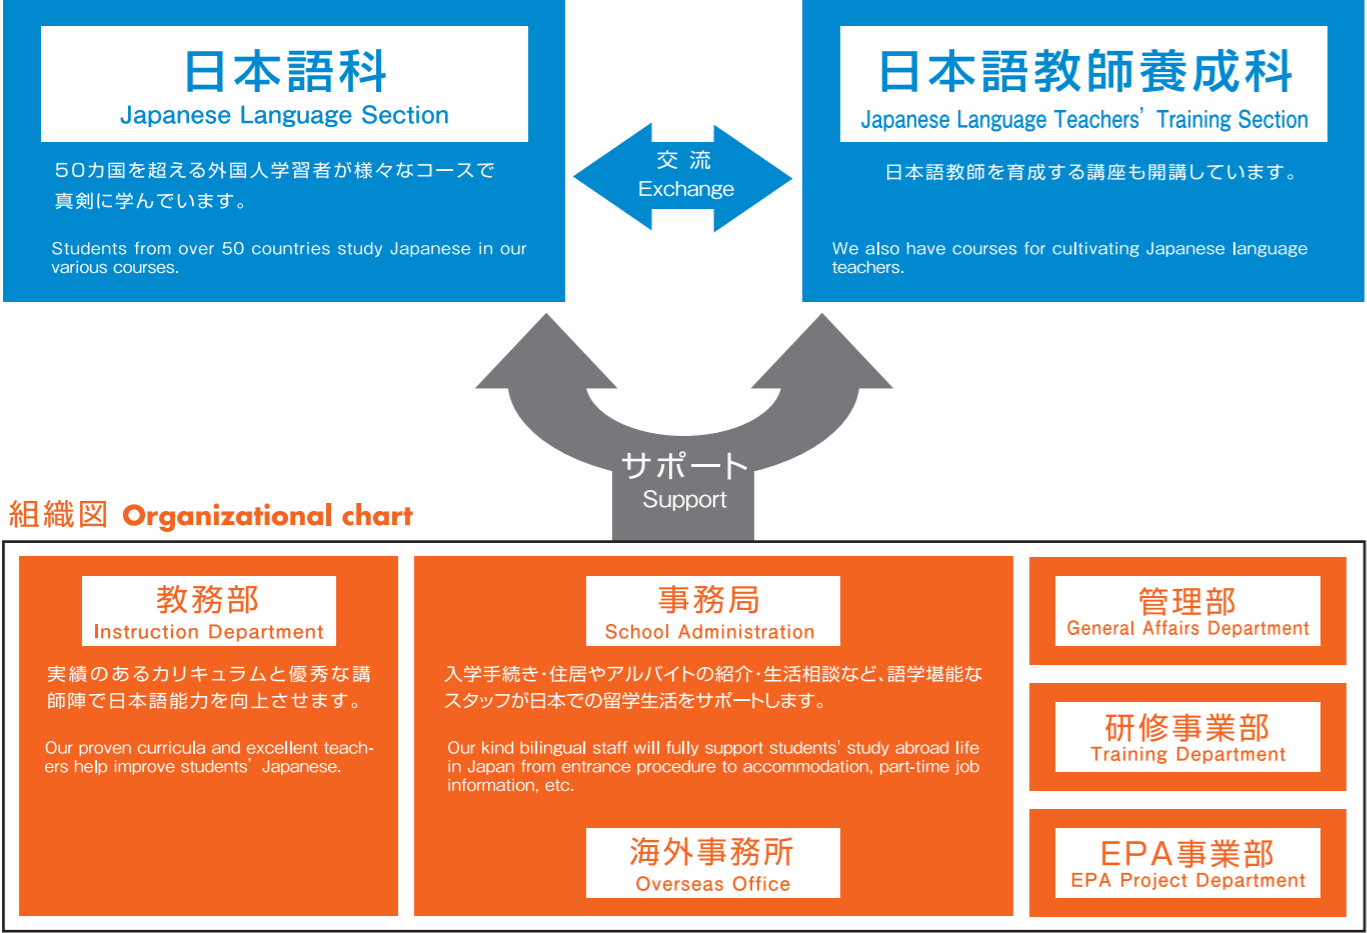 日本語科
Japanese Language Section
50カ国を超える外国人学習者が様々なコースで
真剣に学んでいます。
Students from over 50 countries study Japanese in our
various courses.
交流
Exchange
日本語教師養成科
Japanese Language Teachers’ Training Section
日本語教師を育成する講座も開講しています。
We also have courses for cultivating Japanese language
teachers.
サポート
Support
組織図 Organizational chart
教務部
Instruction Department
実績のあるカリキュラムと優秀な講
師陣で日本語能力を向上させます。
Our proven curricula and excellent teach-
ers help improve students’ Japanese.
事務局
School Administration
入学手続き・住居やアルバイトの紹介・生活相談など、語学堪能な
スタッフが日本での留学生活をサポートします。
Our kind bilingual staff will fully support students’ study abroad life
in Japan from entrance procedure to accommodation, part-time job
information, etc.
海外事務所
Overseas Office
管理部
General Affairs Department
研修事業部
Training Department
EPA事業部
EPA Project Department